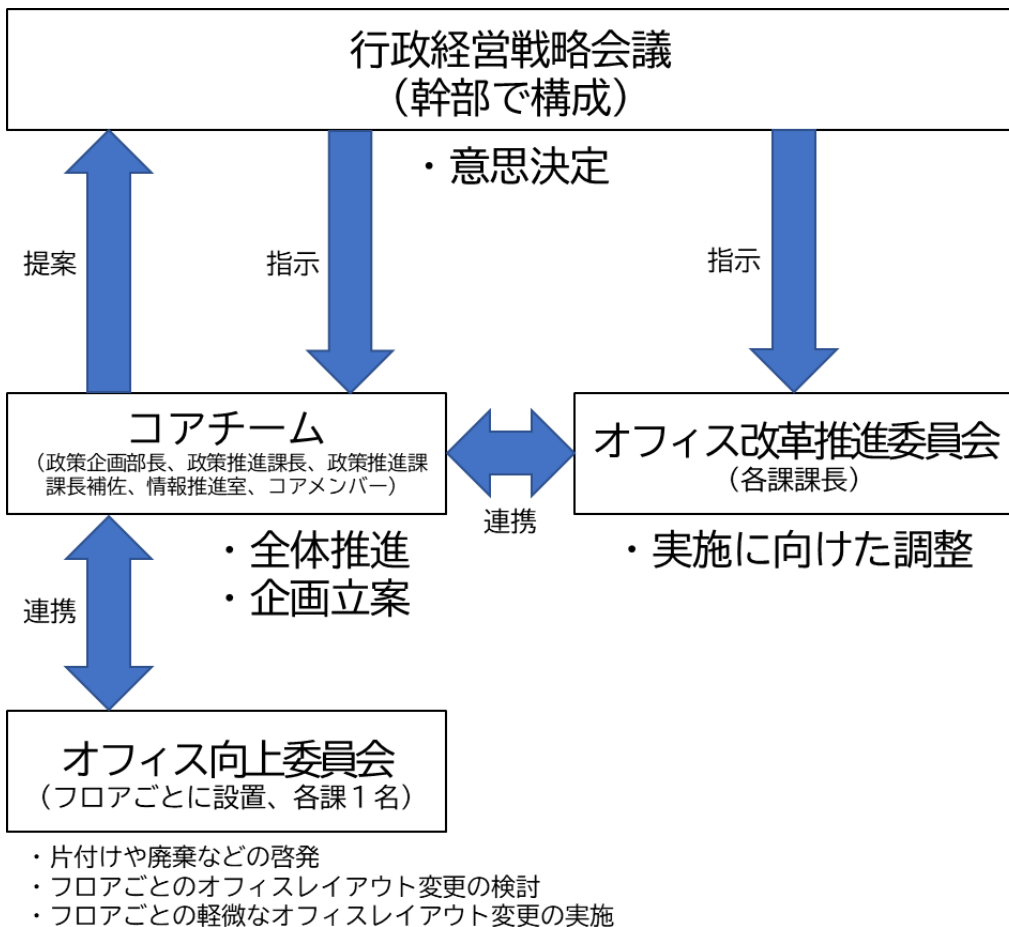 行政経営戦略会議
（幹部で構成）
・意思決定
提案
指示
指示
コアチーム
（政策企画部長、政策推進課長、政策推進課
課長補佐、情報推進室、コアメンバー）
連携
オフィス改革推進委員会
（各課課長）
・全体推進
・企画立案
・実施に向けた調整
連携
オフィス向上委員会
（フロアごとに設置、各課１名）
・片付けや廃棄などの啓発
・フロアごとのオフィスレイアウト変更の検討
・フロアごとの軽微なオフィスレイアウト変更の実施